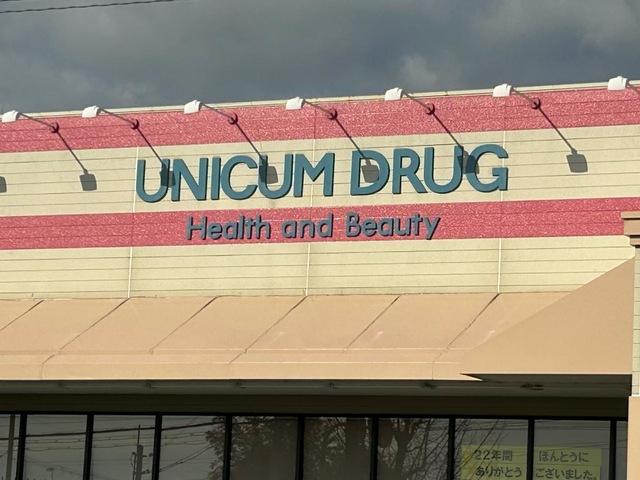 UNICUM DRUG
Health and Beauty
22年間 ほんとうに
ありがとう ございました。